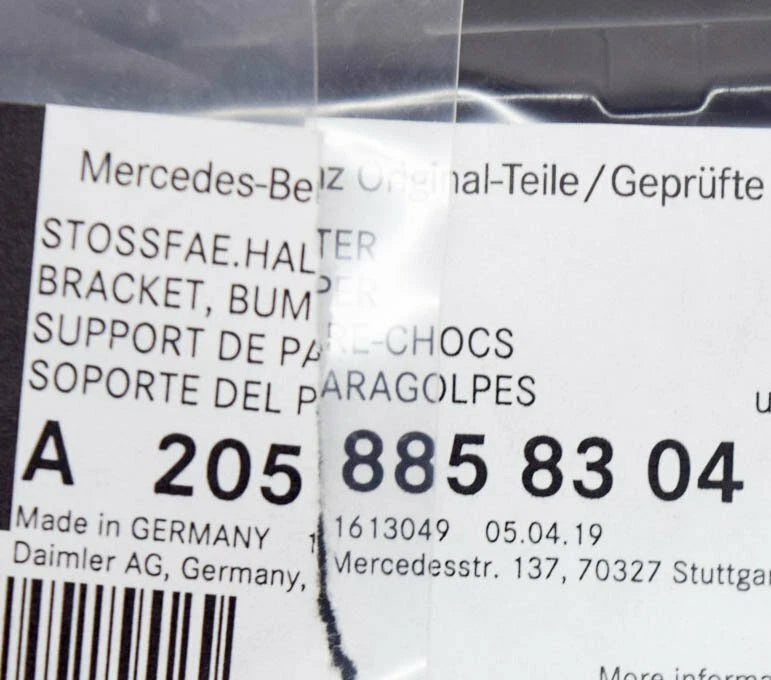 Mercedes-Benz Original-Teile/Geprüfte
STOSSFAE.HALTER
BRACKET, BUMPER
SUPPORT DE PARE-CHOCS
SOPORTE DEL PARAGOLPES
A 205 885 83 04
Made in GERMANY 1613049 05.04.19
Daimler AG, Germany, Mercedesstr. 137, 70327
More